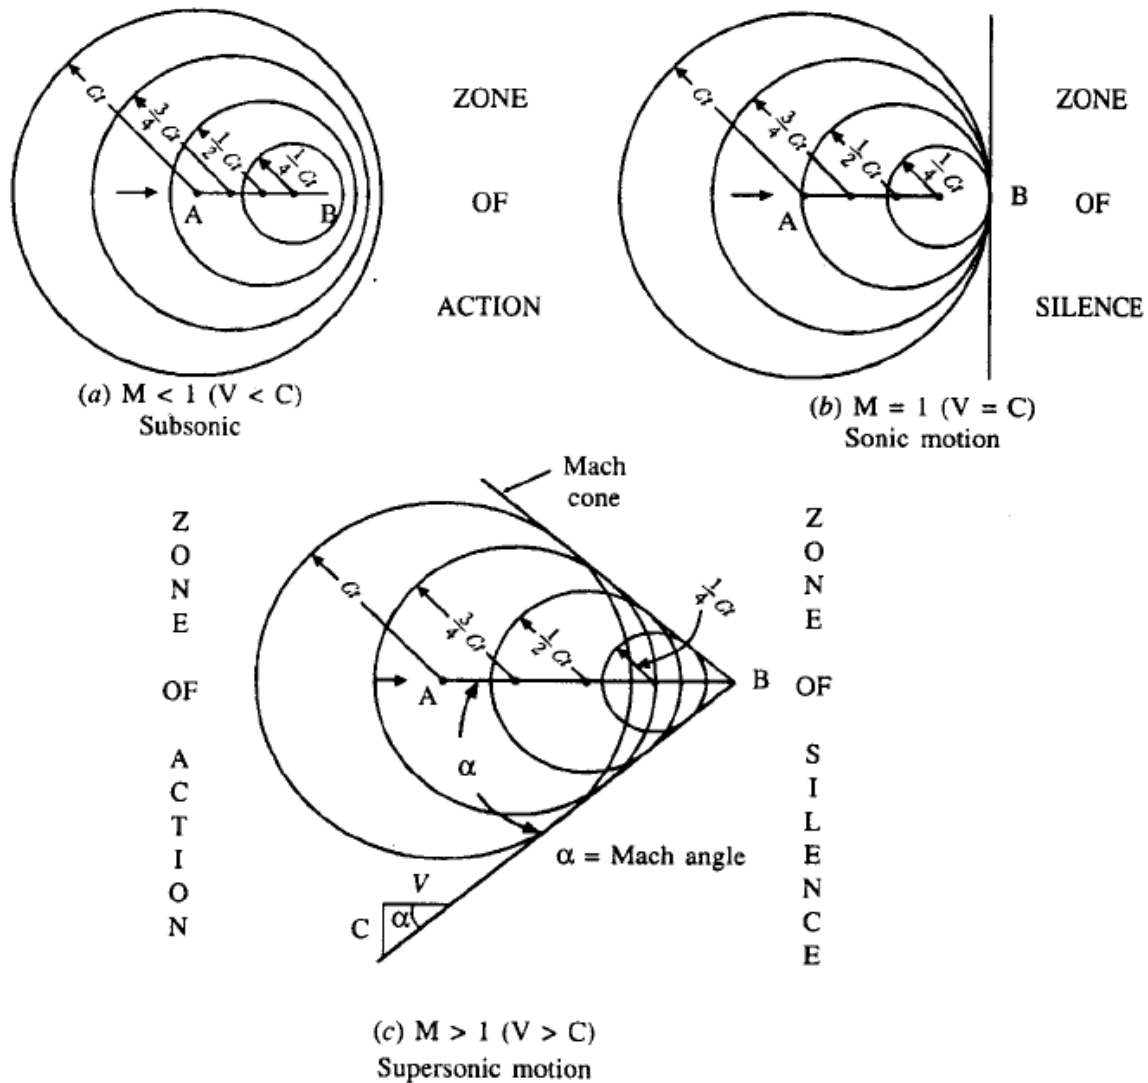 Ct
3/4 Ct
1/2 Ct
1/4 Ct
A
B
ZONE
OF
ACTION
(a) M < 1 (V < C)
Subsonic
Ct
3/4 Ct
1/2 Ct
1/4 Ct
A
B
ZONE
OF
SILENCE
(b) M = 1 (V = C)
Sonic motion
ZONE
OF
ACTION
Mach
cone
Ct
3/4 Ct
1/2 Ct
1/4 Ct
A
B
α
α = Mach angle
V
C
α
ZONE
OF
SILENCE
(c) M > 1 (V > C)
Supersonic motion